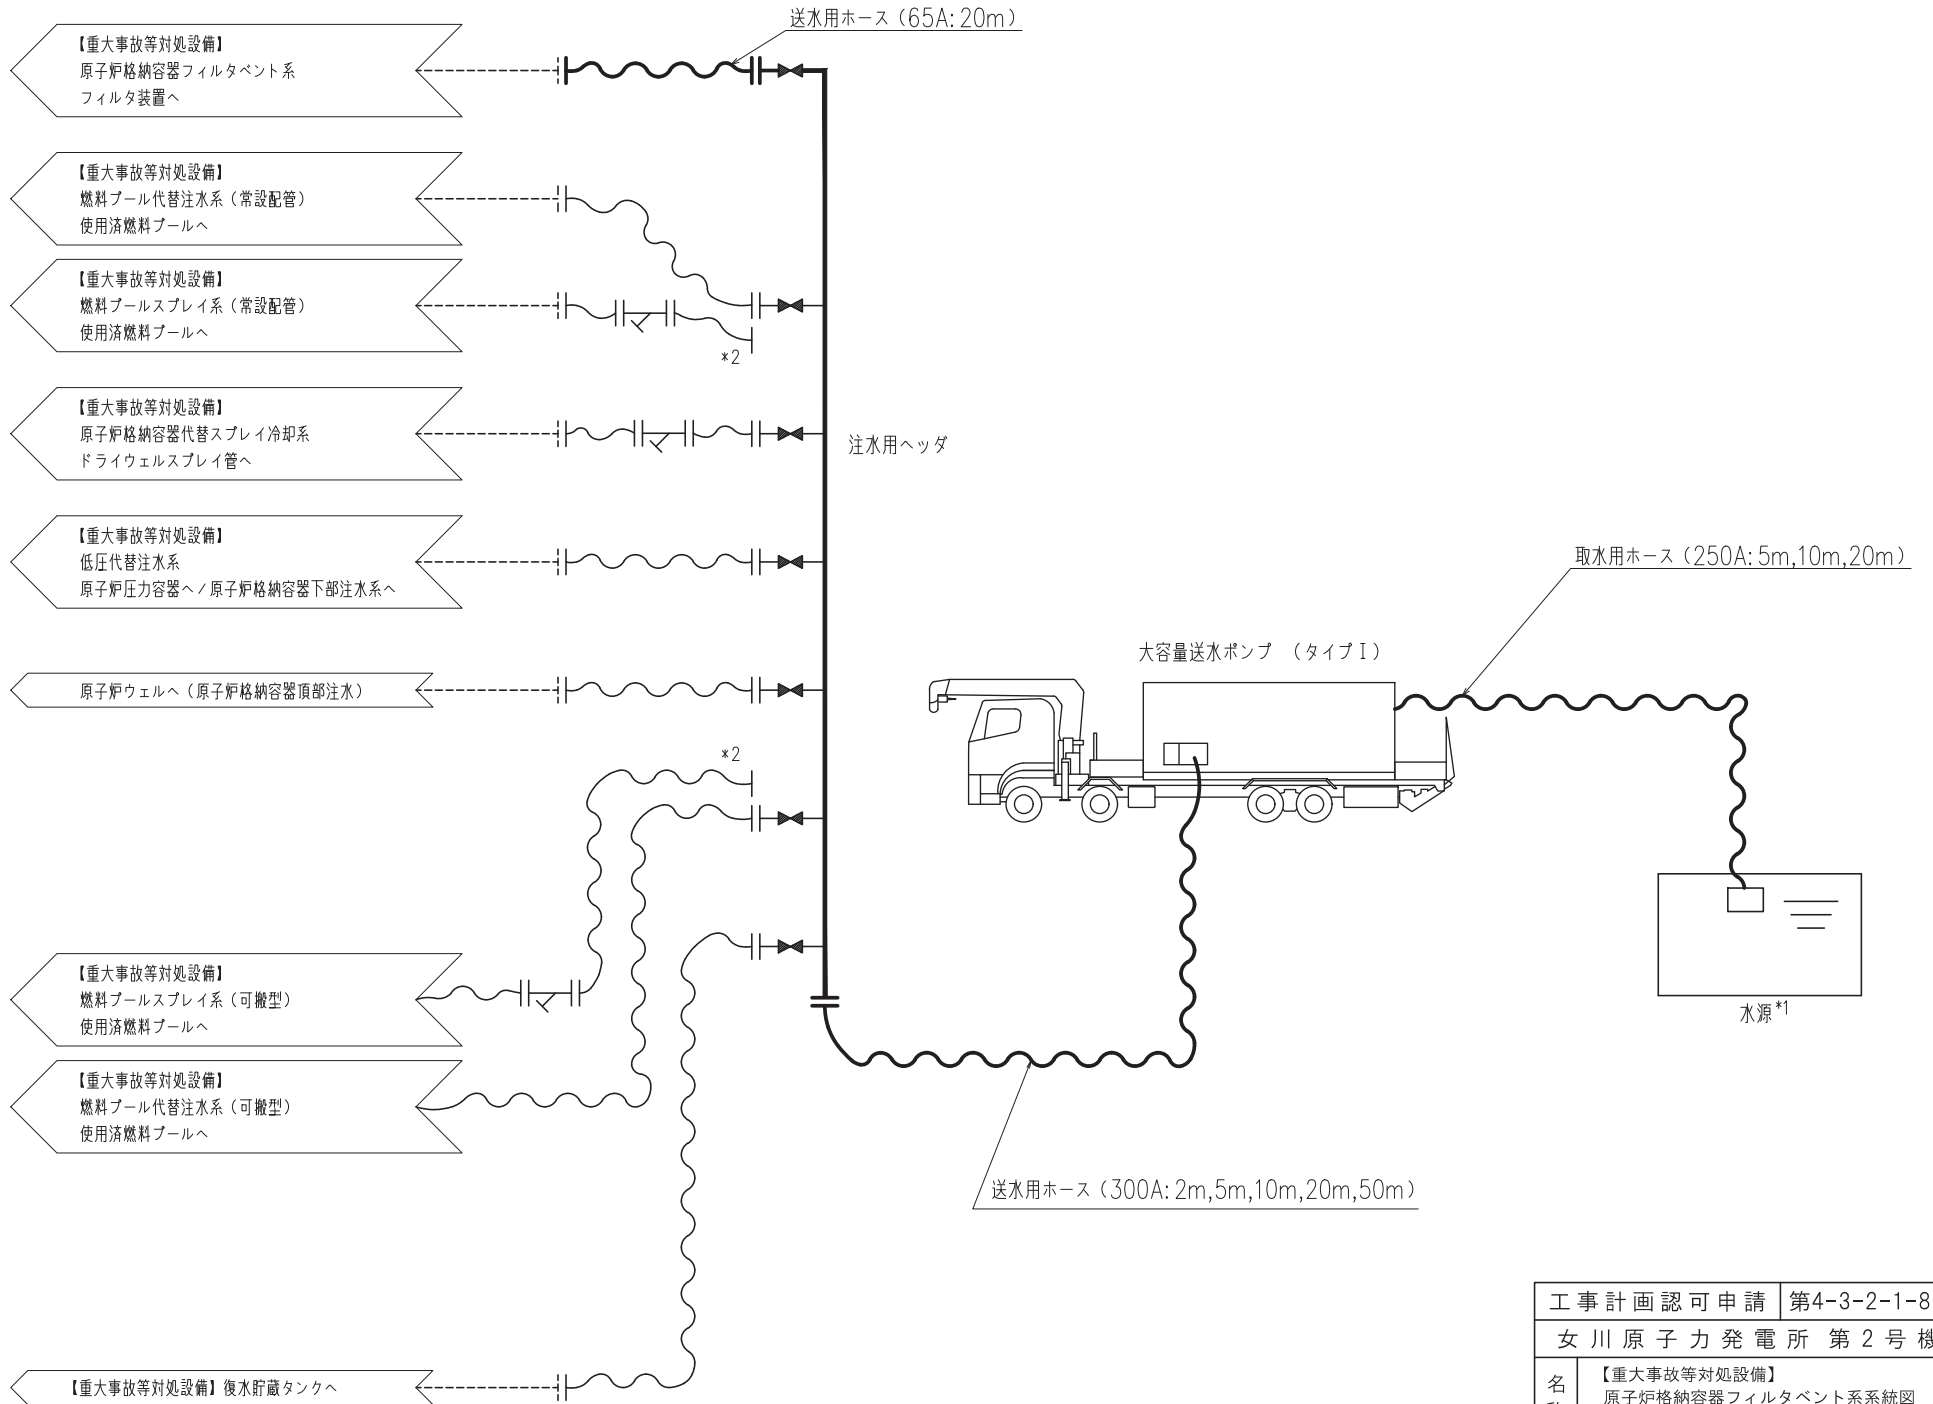 送水用ホース（65A:20m）
【重大事故等対処設備】
原子炉格納容器フィルタベント系
フィルタ装置へ
【重大事故等対処設備】
燃料プール代替注水系（常設配管）
使用済燃料プールへ
【重大事故等対処設備】
燃料プールスプレイ系（常設配管）
使用済燃料プールへ
*2
【重大事故等対処設備】
原子炉格納容器代替スプレイ冷却系
ドライウェルスプレイ管へ
注水用ヘッダ
【重大事故等対処設備】
低圧代替注水系
原子炉圧力容器へ/原子炉格納容器下部注水系へ
取水用ホース（250A:5m,10m,20m）
大容量送水ポンプ （タイプI）
原子炉ウェルへ（原子炉格納容器頂部注水）
*2
【重大事故等対処設備】
燃料プールスプレイ系（可搬型）
使用済燃料プールへ
水源*1
【重大事故等対処設備】
燃料プール代替注水系（可搬型）
使用済燃料プールへ
送水用ホース（300A:2m,5m,10m,20m,50m）
【重大事故等対処設備】復水貯蔵タンクへ
工事計画認可申請 第4-3-2-1-8
女川原子力発電所 第2号機
名 【重大事故等対処設備】
原子炉格納容器フィルタベント系系統図